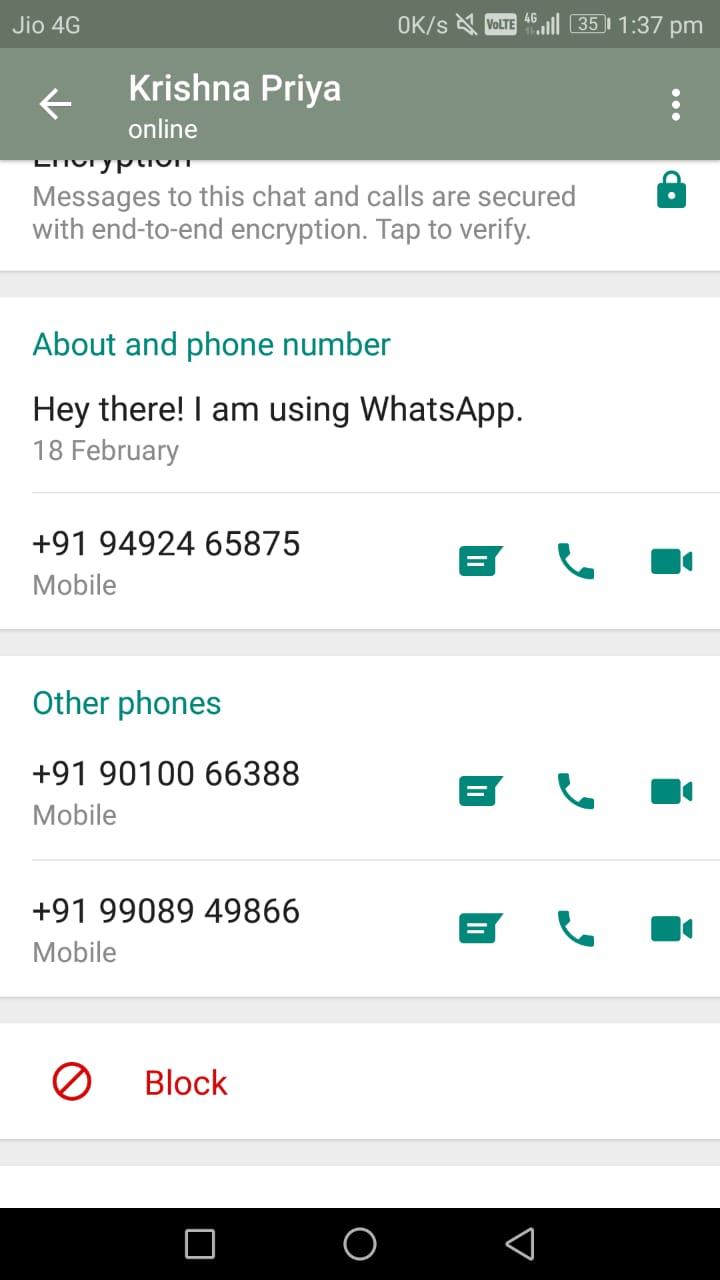 Jio 4G 0K/s VoLTE 4G 35 1:37 pm
Krishna Priya
online
Encryption
Messages to this chat and calls are secured
with end-to-end encryption. Tap to verify.
About and phone number
Hey there! I am using WhatsApp.
18 February
+91 94924 65875
Mobile
Other phones
+91 90100 66388
Mobile
+91 99089 49866
Mobile
Block